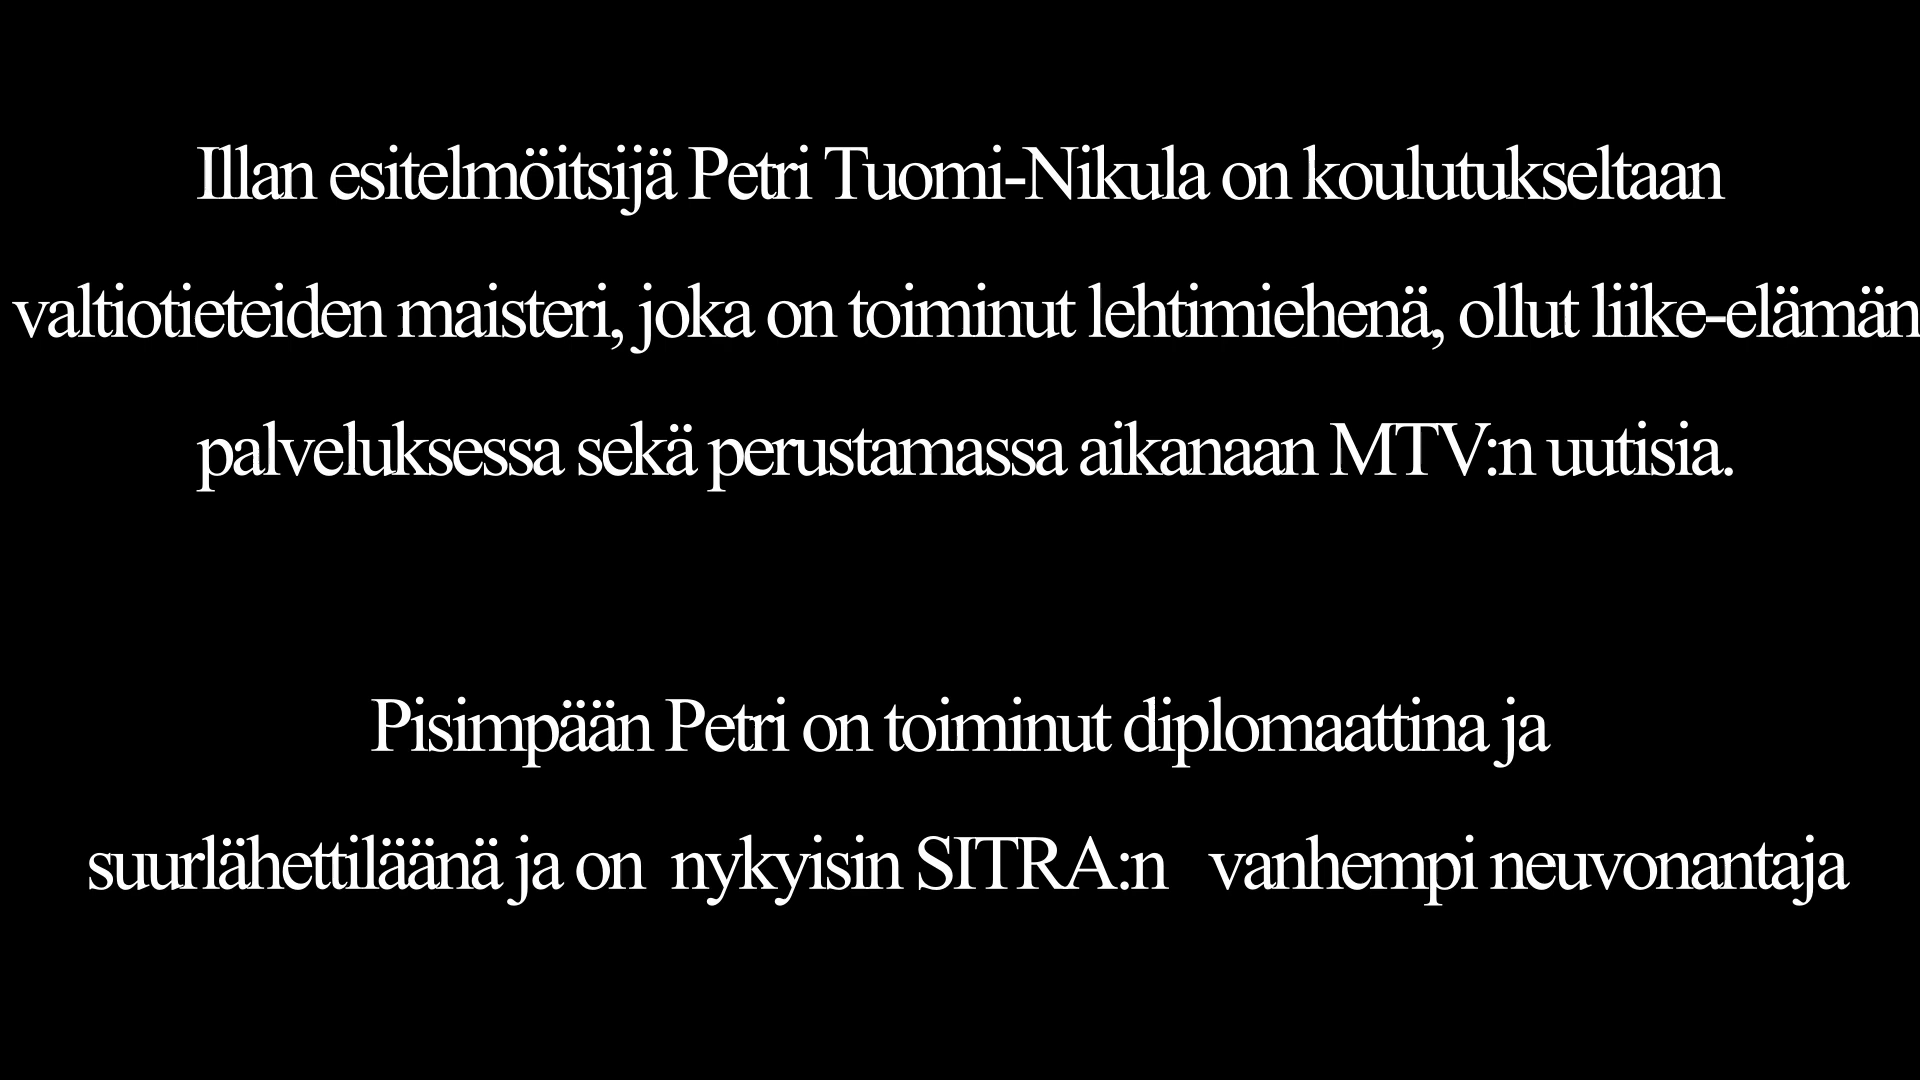 Illan esitelmöitsijä Petri Tuomi-Nikula on koulutukseltaan
valtiotieteiden maisteri, joka on toiminut lehtimiehenä, ollut liike-elämän
palveluksessa sekä perustamassa aikanaan MTV:n uutisia.
Pisimpään Petri on toiminut diplomaattina ja
suurlähettiläänä ja on  nykyisin SITRA:n   vanhempi neuvonantaja